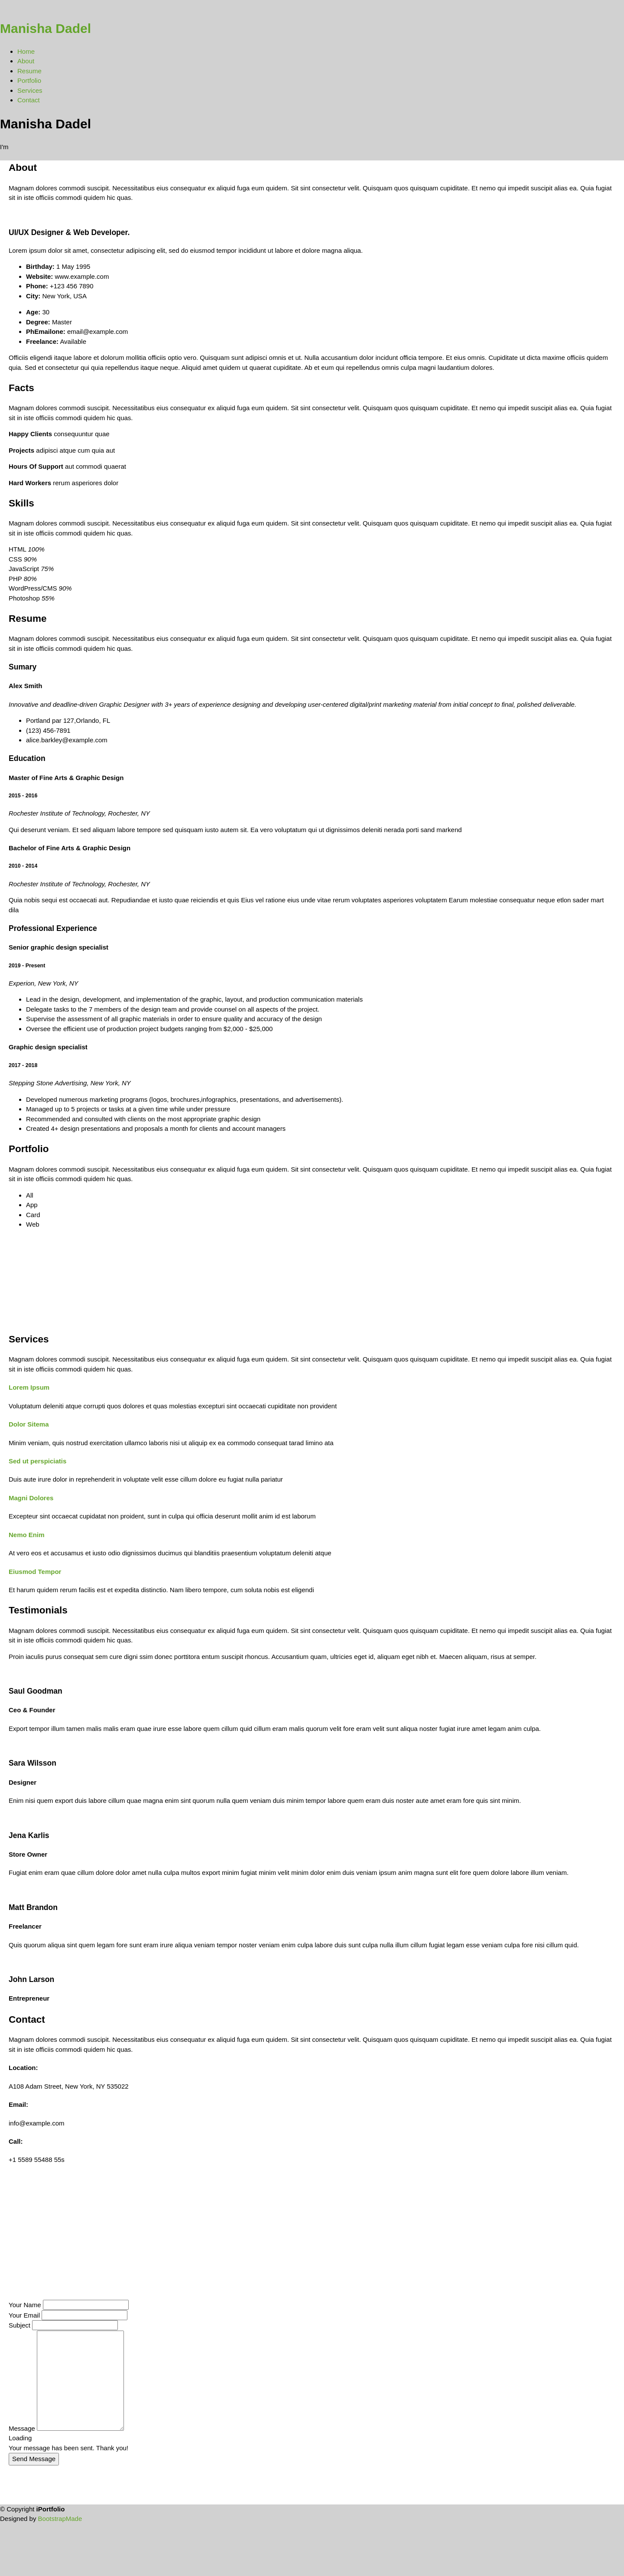 Manisha Dadel
Home
About
Resume
Portfolio
Services
Contact
Manisha Dadel
I'm
About
Magnam dolores commodi suscipit. Necessitatibus eius consequatur ex aliquid fuga eum quidem. Sit sint consectetur velit. Quisquam quos quisquam cupiditate. Et nemo qui impedit suscipit alias ea. Quia fugiat
sit in iste officiis commodi quidem hic quas.
UI/UX Designer & Web Developer.
Lorem ipsum dolor sit amet, consectetur adipiscing elit, sed do eiusmod tempor incididunt ut labore et dolore magna aliqua.
Birthday: 1 May 1995
Website: www.example.com
Phone: +123 456 7890
City: New York, USA
Age: 30
Degree: Master
PhEmailone: email@example.com
Freelance: Available
Officiis eligendi itaque labore et dolorum mollitia officiis optio vero. Quisquam sunt adipisci omnis et ut. Nulla accusantium dolor incidunt officia tempore. Et eius omnis. Cupiditate ut dicta maxime officiis quidem
quia. Sed et consectetur qui quia repellendus itaque neque. Aliquid amet quidem ut quaerat cupiditate. Ab et eum qui repellendus omnis culpa magni laudantium dolores.
Facts
Magnam dolores commodi suscipit. Necessitatibus eius consequatur ex aliquid fuga eum quidem. Sit sint consectetur velit. Quisquam quos quisquam cupiditate. Et nemo qui impedit suscipit alias ea. Quia fugiat
sit in iste officiis commodi quidem hic quas.
Happy Clients consequuntur quae
Projects adipisci atque cum quia aut
Hours Of Support aut commodi quaerat
Hard Workers rerum asperiores dolor
Skills
Magnam dolores commodi suscipit. Necessitatibus eius consequatur ex aliquid fuga eum quidem. Sit sint consectetur velit. Quisquam quos quisquam cupiditate. Et nemo qui impedit suscipit alias ea. Quia fugiat
sit in iste officiis commodi quidem hic quas.
HTML 100%
CSS 90%
JavaScript 75%
PHP 80%
WordPress/CMS 90%
Photoshop 55%
Resume
Magnam dolores commodi suscipit. Necessitatibus eius consequatur ex aliquid fuga eum quidem. Sit sint consectetur velit. Quisquam quos quisquam cupiditate. Et nemo qui impedit suscipit alias ea. Quia fugiat
sit in iste officiis commodi quidem hic quas.
Sumary
Alex Smith
Innovative and deadline-driven Graphic Designer with 3+ years of experience designing and developing user-centered digital/print marketing material from initial concept to final, polished deliverable.
Portland par 127,Orlando, FL
(123) 456-7891
alice.barkley@example.com
Education
Master of Fine Arts & Graphic Design
2015 - 2016
Rochester Institute of Technology, Rochester, NY
Qui deserunt veniam. Et sed aliquam labore tempore sed quisquam iusto autem sit. Ea vero voluptatum qui ut dignissimos deleniti nerada porti sand markend
Bachelor of Fine Arts & Graphic Design
2010 - 2014
Rochester Institute of Technology, Rochester, NY
Quia nobis sequi est occaecati aut. Repudiandae et iusto quae reiciendis et quis Eius vel ratione eius unde vitae rerum voluptates asperiores voluptatem Earum molestiae consequatur neque etlon sader mart
dila
Professional Experience
Senior graphic design specialist
2019 - Present
Experion, New York, NY
Lead in the design, development, and implementation of the graphic, layout, and production communication materials
Delegate tasks to the 7 members of the design team and provide counsel on all aspects of the project.
Supervise the assessment of all graphic materials in order to ensure quality and accuracy of the design
Oversee the efficient use of production project budgets ranging from $2,000 - $25,000
Graphic design specialist
2017 - 2018
Stepping Stone Advertising, New York, NY
Developed numerous marketing programs (logos, brochures,infographics, presentations, and advertisements).
Managed up to 5 projects or tasks at a given time while under pressure
Recommended and consulted with clients on the most appropriate graphic design
Created 4+ design presentations and proposals a month for clients and account managers
Portfolio
Magnam dolores commodi suscipit. Necessitatibus eius consequatur ex aliquid fuga eum quidem. Sit sint consectetur velit. Quisquam quos quisquam cupiditate. Et nemo qui impedit suscipit alias ea. Quia fugiat
sit in iste officiis commodi quidem hic quas.
All
App
Card
Web
Services
Magnam dolores commodi suscipit. Necessitatibus eius consequatur ex aliquid fuga eum quidem. Sit sint consectetur velit. Quisquam quos quisquam cupiditate. Et nemo qui impedit suscipit alias ea. Quia fugiat
sit in iste officiis commodi quidem hic quas.
Lorem Ipsum
Voluptatum deleniti atque corrupti quos dolores et quas molestias excepturi sint occaecati cupiditate non provident
Dolor Sitema
Minim veniam, quis nostrud exercitation ullamco laboris nisi ut aliquip ex ea commodo consequat tarad limino ata
Sed ut perspiciatis
Duis aute irure dolor in reprehenderit in voluptate velit esse cillum dolore eu fugiat nulla pariatur
Magni Dolores
Excepteur sint occaecat cupidatat non proident, sunt in culpa qui officia deserunt mollit anim id est laborum
Nemo Enim
At vero eos et accusamus et iusto odio dignissimos ducimus qui blanditiis praesentium voluptatum deleniti atque
Eiusmod Tempor
Et harum quidem rerum facilis est et expedita distinctio. Nam libero tempore, cum soluta nobis est eligendi
Testimonials
Magnam dolores commodi suscipit. Necessitatibus eius consequatur ex aliquid fuga eum quidem. Sit sint consectetur velit. Quisquam quos quisquam cupiditate. Et nemo qui impedit suscipit alias ea. Quia fugiat
sit in iste officiis commodi quidem hic quas.
Proin iaculis purus consequat sem cure digni ssim donec porttitora entum suscipit rhoncus. Accusantium quam, ultricies eget id, aliquam eget nibh et. Maecen aliquam, risus at semper.
Saul Goodman
Ceo & Founder
Export tempor illum tamen malis malis eram quae irure esse labore quem cillum quid cillum eram malis quorum velit fore eram velit sunt aliqua noster fugiat irure amet legam anim culpa.
Sara Wilsson
Designer
Enim nisi quem export duis labore cillum quae magna enim sint quorum nulla quem veniam duis minim tempor labore quem eram duis noster aute amet eram fore quis sint minim.
Jena Karlis
Store Owner
Fugiat enim eram quae cillum dolore dolor amet nulla culpa multos export minim fugiat minim velit minim dolor enim duis veniam ipsum anim magna sunt elit fore quem dolore labore illum veniam.
Matt Brandon
Freelancer
Quis quorum aliqua sint quem legam fore sunt eram irure aliqua veniam tempor noster veniam enim culpa labore duis sunt culpa nulla illum cillum fugiat legam esse veniam culpa fore nisi cillum quid.
John Larson
Entrepreneur
Contact
Magnam dolores commodi suscipit. Necessitatibus eius consequatur ex aliquid fuga eum quidem. Sit sint consectetur velit. Quisquam quos quisquam cupiditate. Et nemo qui impedit suscipit alias ea. Quia fugiat
sit in iste officiis commodi quidem hic quas.
Location:
A108 Adam Street, New York, NY 535022
Email:
info@example.com
Call:
+1 5589 55488 55s
Your Name
Your Email
Subject
Message
Loading
Your message has been sent. Thank you!
Send Message
© Copyright iPortfolio
Designed by BootstrapMade